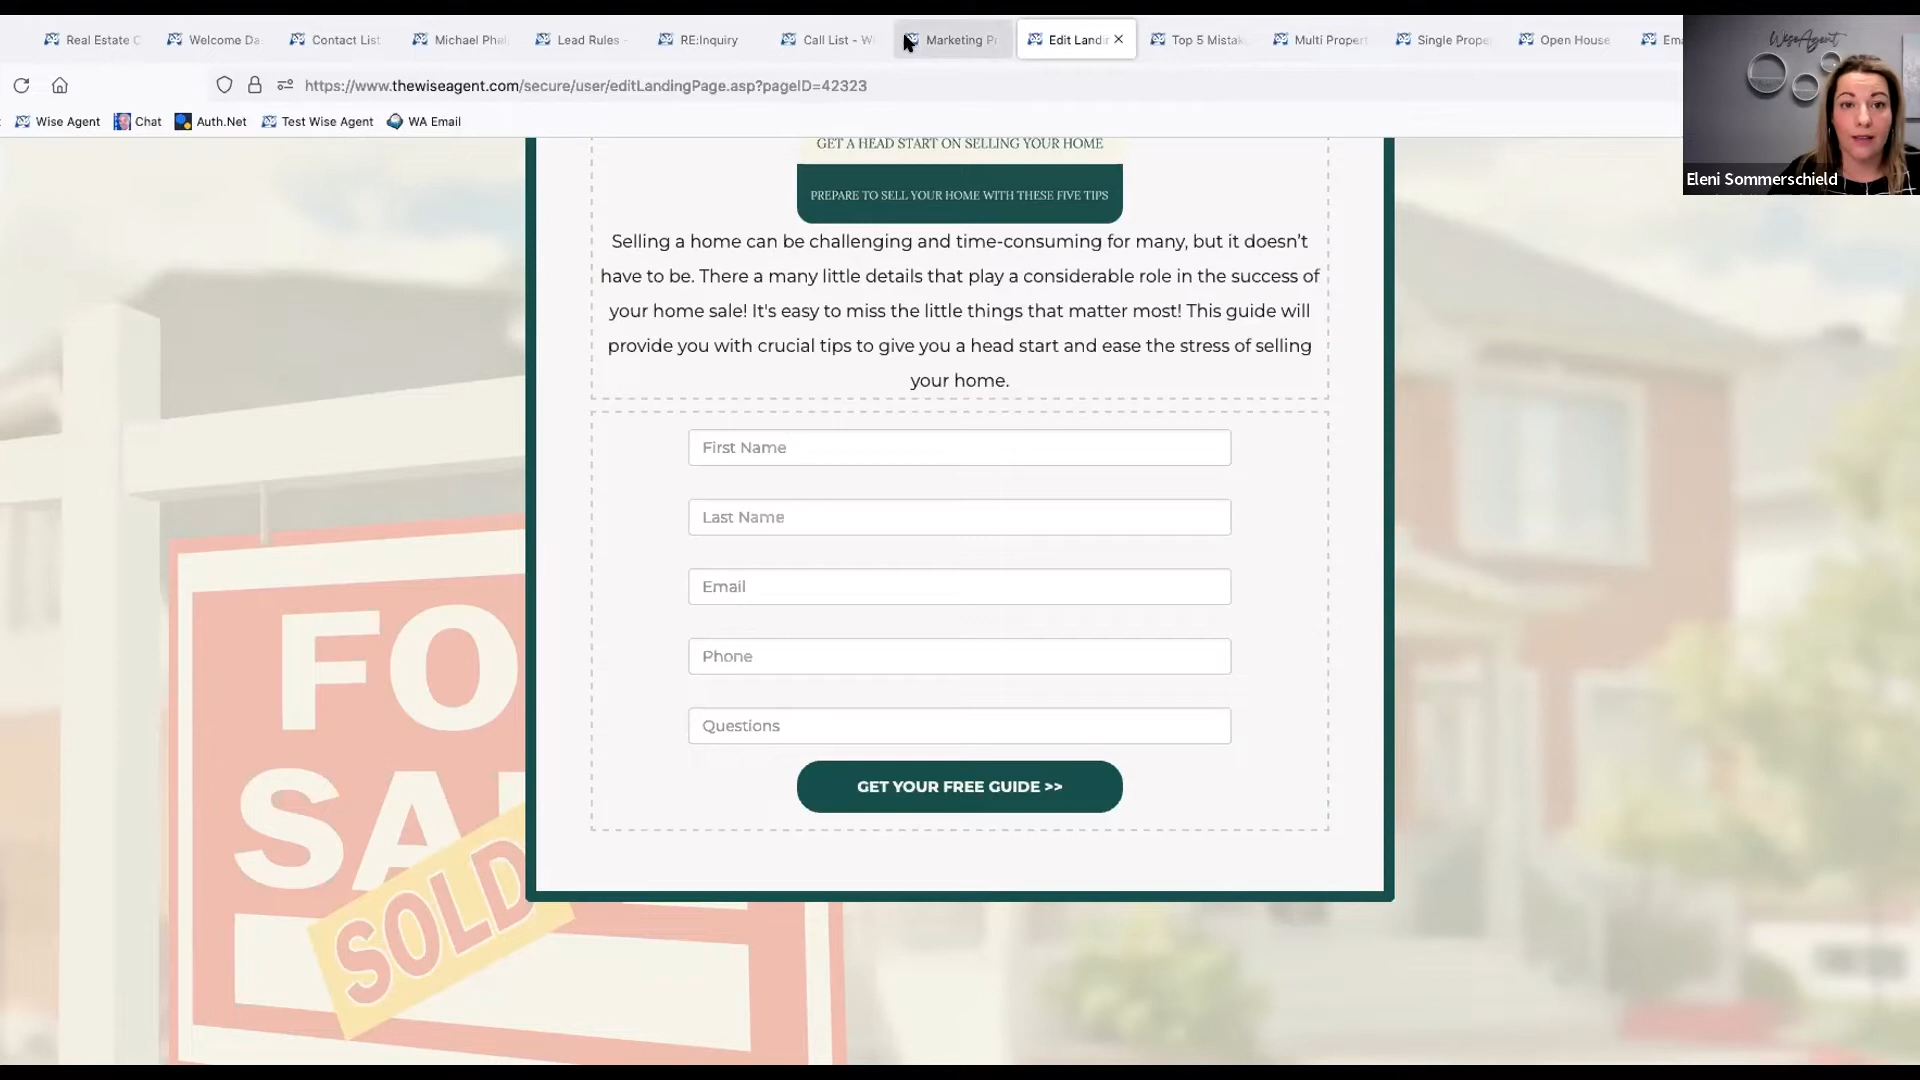 Real Estate C
Welcome Da
Contact List
Michael Phel
Lead Rules -
RE:Inquiry
Call List - Wi
Marketing Pr
Edit Landi
Top 5 Mistak
Multi Propert
Single Prope
Open House
Ema
https://www.thewiseagent.com/secure/user/editLandingPage.asp?pageID=42323
Wise Agent
Chat
Auth.Net
Test Wise Agent
WA Email
WiseAgent
Eleni Sommerschield
GET A HEAD START ON SELLING YOUR HOME
PREPARE TO SELL YOUR HOME WITH THESE FIVE TIPS
Selling a home can be challenging and time-consuming for many, but it doesn’t
have to be. There a many little details that play a considerable role in the success of
your home sale! It's easy to miss the little things that matter most! This guide will
provide you with crucial tips to give you a head start and ease the stress of selling
your home.
First Name
Last Name
Email
Phone
Questions
GET YOUR FREE GUIDE >>
FO
SA
SOLD